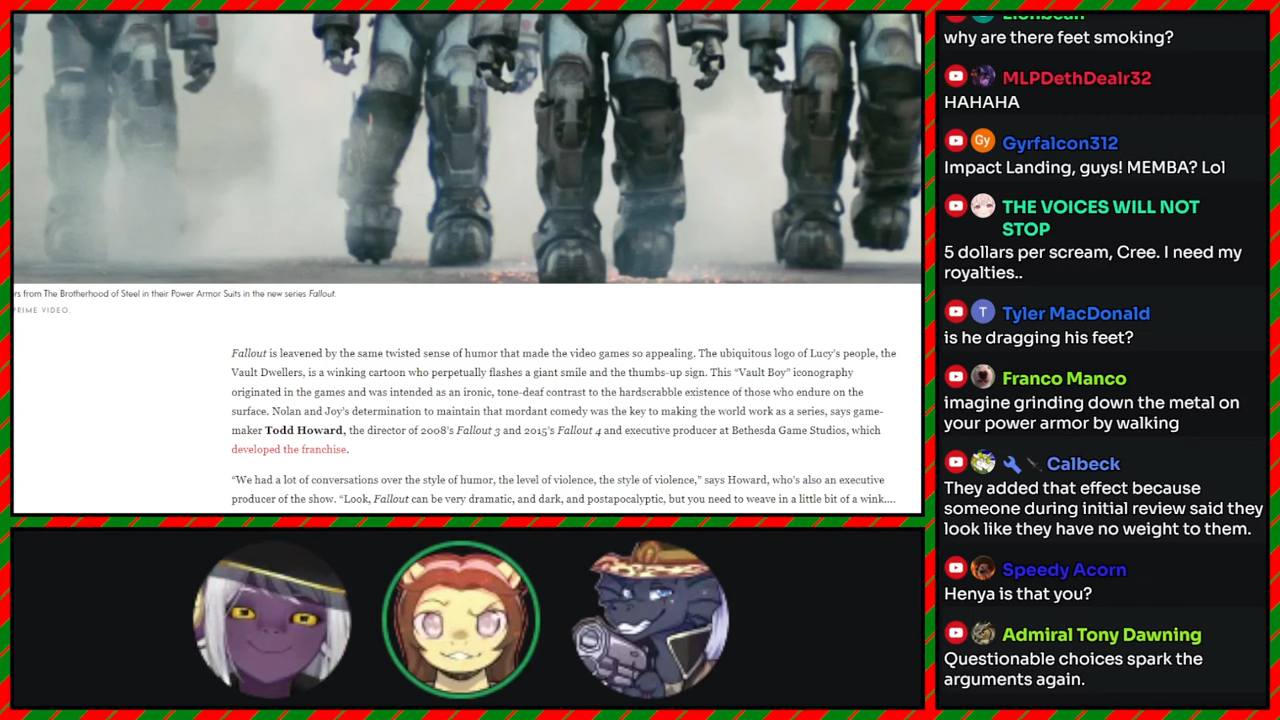 rs from The Brotherhood of Steel in their Power Armor Suits in the new series Fallout.
PRIME VIDEO.
Fallout is leavened by the same twisted sense of humor that made the video games so appealing. The ubiquitous logo of Lucy's people, the
Vault Dwellers, is a winking cartoon who perpetually flashes a giant smile and the thumbs-up sign. This “Vault Boy” iconography
originated in the games and was intended as an ironic, tone-deaf contrast to the hardscrabble existence of those who endure on the
surface. Nolan and Joy's determination to maintain that mordant comedy was the key to making the world work as a series, says game-
maker Todd Howard, the director of 2008's Fallout 3 and 2015's Fallout 4 and executive producer at Bethesda Game Studios, which
developed the franchise.
“We had a lot of conversations over the style of humor, the level of violence, the style of violence,” says Howard, who's also an executive
producer of the show. “Look, Fallout can be very dramatic, and dark, and postapocalyptic, but you need to weave in a little bit of a wink....
Lionbean
why are there feet smoking?
MLPDethDealr32
HAHAHA
Gy
Gyrfalcon312
Impact Landing, guys! MEMBA? Lol
THE VOICES WILL NOT
STOP
5 dollars per scream, Cree. I need my
royalties..
T
Tyler MacDonald
is he dragging his feet?
Franco Manco
imagine grinding down the metal on
your power armor by walking
Calbeck
They added that effect because
someone during initial review said they
look like they have no weight to them.
Speedy Acorn
Henya is that you?
Admiral Tony Dawning
Questionable choices spark the
arguments again.